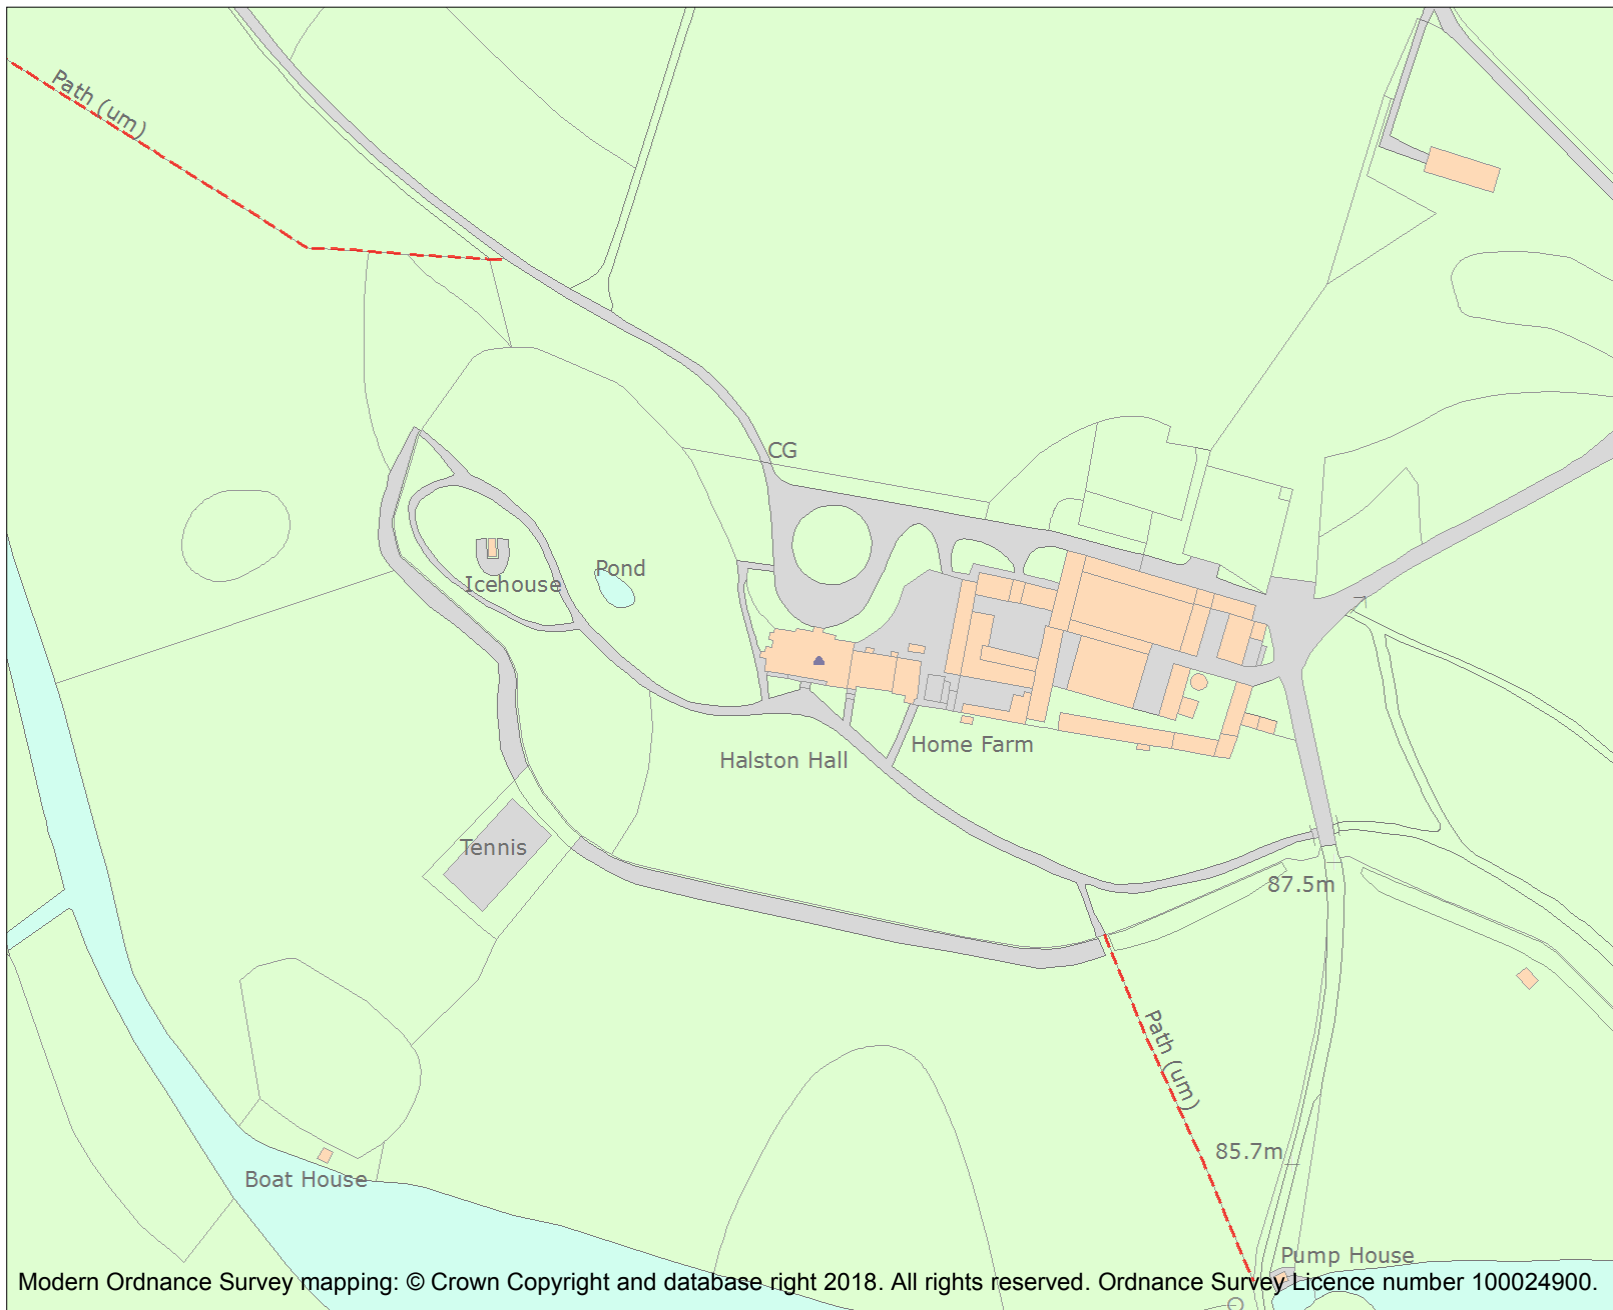 Path (um)
CG
Pond
Icehouse
Home Farm
Halston Hall
Tennis
87.5m
Path (um)
85.7m
Boat House
Pump House
Modern Ordnance Survey mapping: © Crown Copyright and database right 2018. All rights reserved. Ordnance Survey Licence number 100024900.